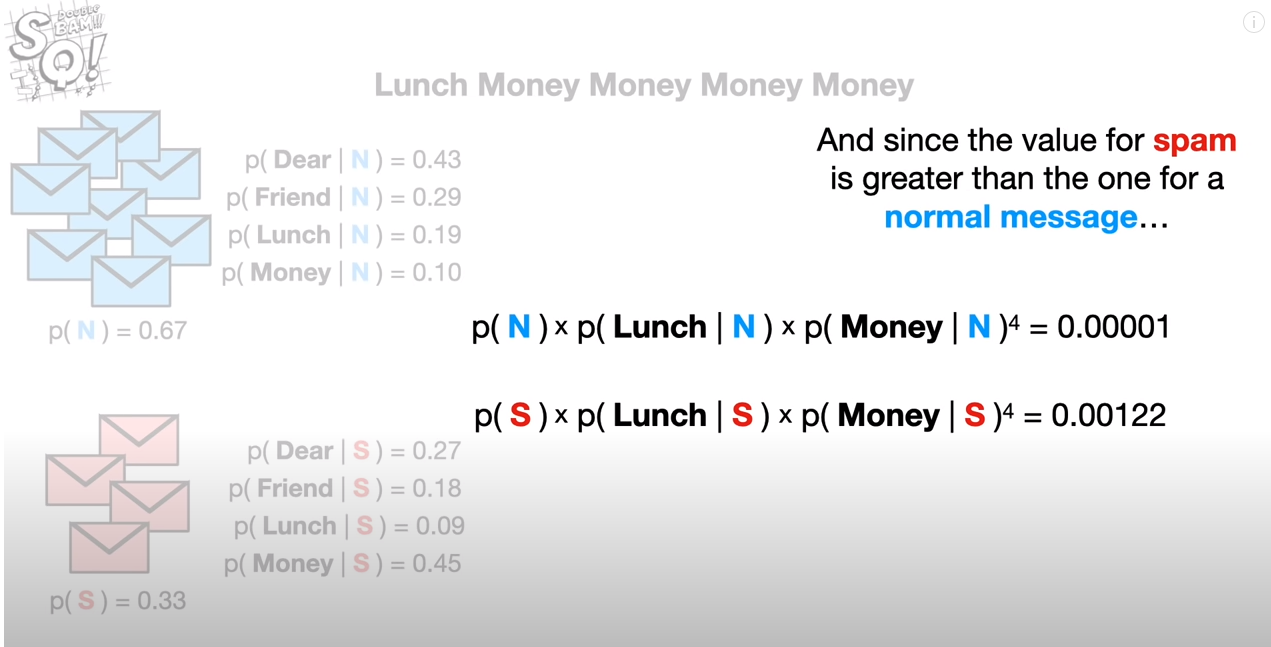 DOUBLE
BAM!!!
SQ!
Lunch Money Money Money Money
And since the value for spam
is greater than the one for a
normal message…
p( Dear | N ) = 0.43
p( Friend | N ) = 0.29
p( Lunch | N ) = 0.19
p( Money | N ) = 0.10
p( N ) = 0.67
p( N ) x p( Lunch | N ) x p( Money | N )⁴ = 0.00001
p( S ) x p( Lunch | S ) x p( Money | S )⁴ = 0.00122
p( Dear | S ) = 0.27
p( Friend | S ) = 0.18
p( Lunch | S ) = 0.09
p( Money | S ) = 0.45
p( S ) = 0.33